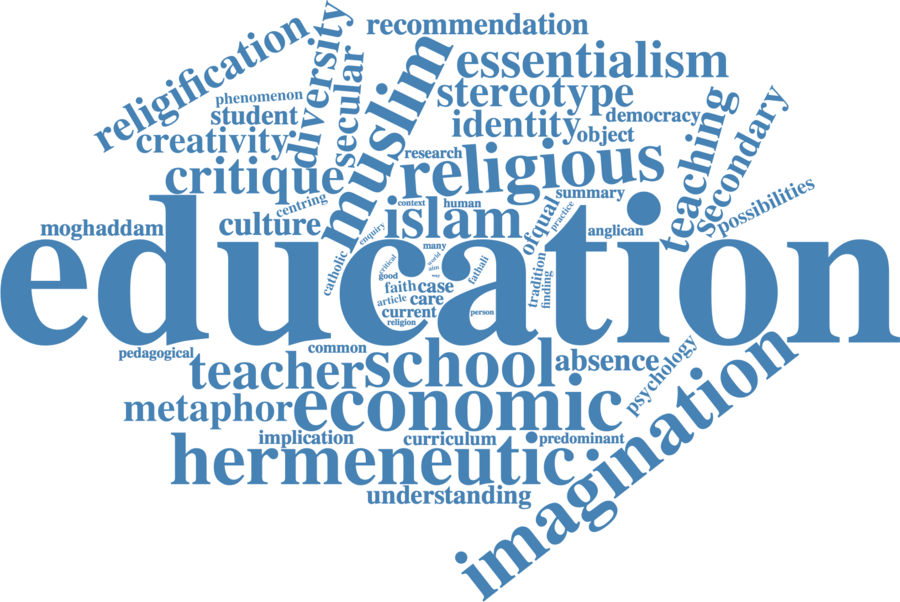 recommendation
religification
diversity
secular
muslim
essentialism
stereotype
phenomenon
student
creativity
critique
identity
democracy
object
research
religious
teaching
secondary
possibilities
summary
context
human
islam
centring
culture
moghaddam
enquiry
catholic
ofqual
practice
anglican
education
many
world
aim
way
critical
good
faith
case
article
care
current
religion
fathali
person
tradition
finding
pedagogical
common
teacher
school
absence
psychology
metaphor
economic
imagination
implication
curriculum
predominant
hermeneutic
understanding